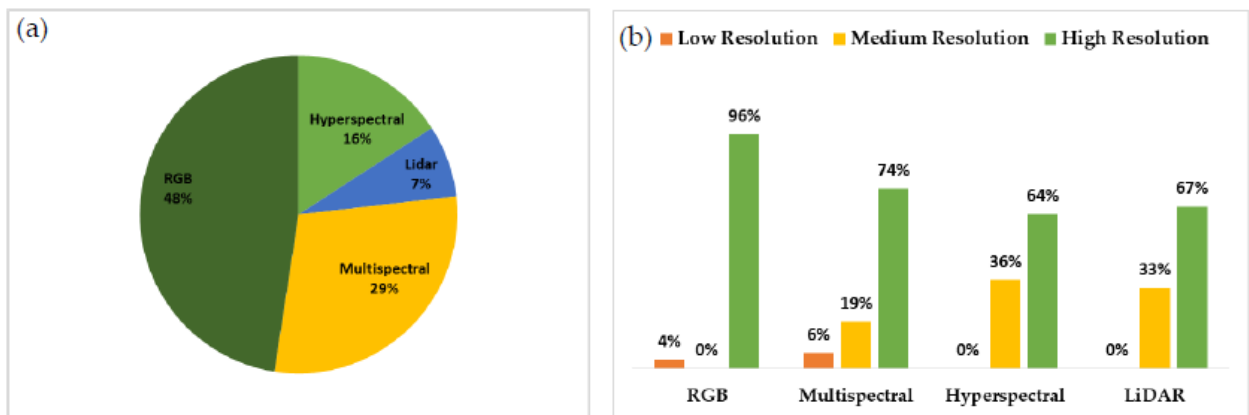 (a)
Hyperspectral
16%
Lidar
7%
RGB
48%
Multispectral
29%
(b) Low Resolution Medium Resolution High Resolution
96%
74%
67%
64%
36%
33%
19%
6%
4%
0%
0%
0%
RGB Multispectral Hyperspectral LiDAR